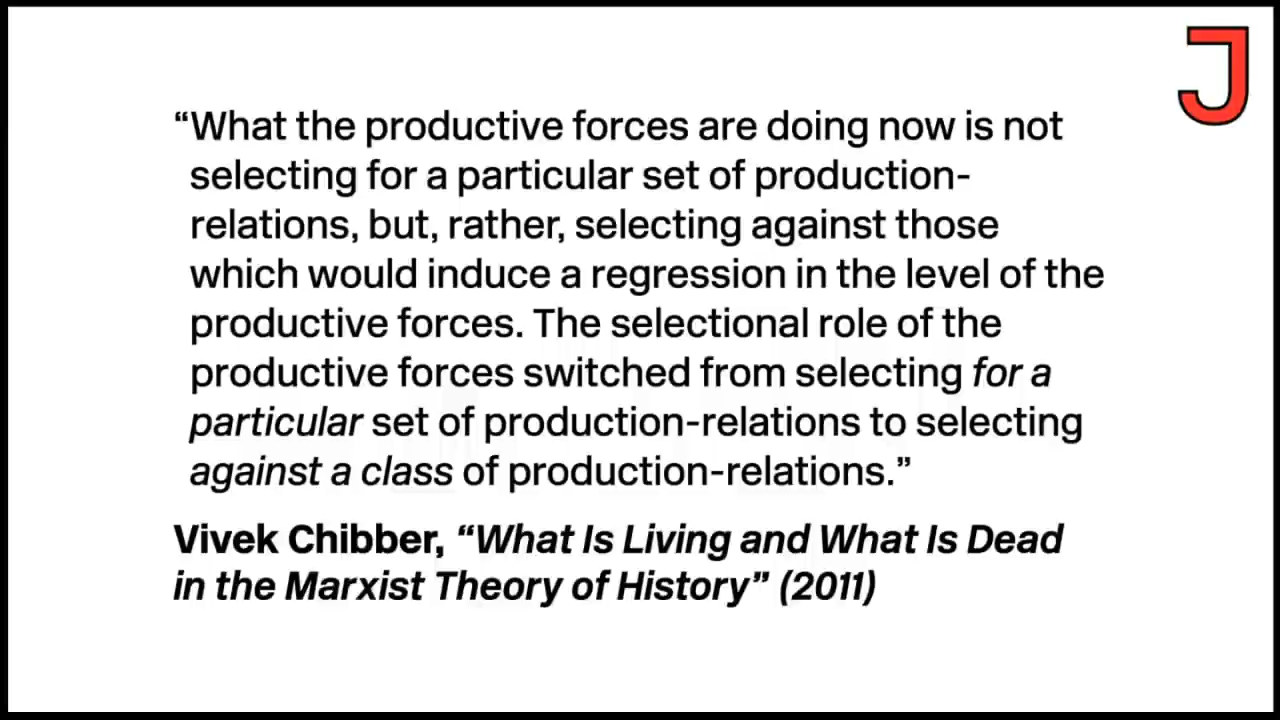 J
“What the productive forces are doing now is not
selecting for a particular set of production-
relations, but, rather, selecting against those
which would induce a regression in the level of the
productive forces. The selectional role of the
productive forces switched from selecting for a
particular set of production-relations to selecting
against a class of production-relations.”
Vivek Chibber, “What Is Living and What Is Dead
in the Marxist Theory of History” (2011)